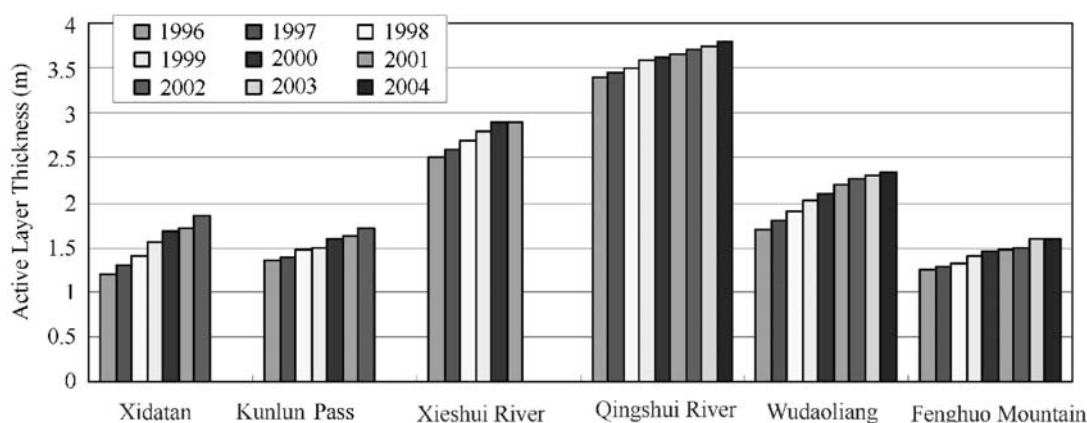 4
3.5
3
2.5
2
1.5
1
0.5
0
Active Layer Thickness (m)
1996 1997 1998
1999 2000 2001
2002 2003 2004
Xidatan Kunlun Pass Xieshui River Qingshui River Wudaoliang Fenghuo Mountain